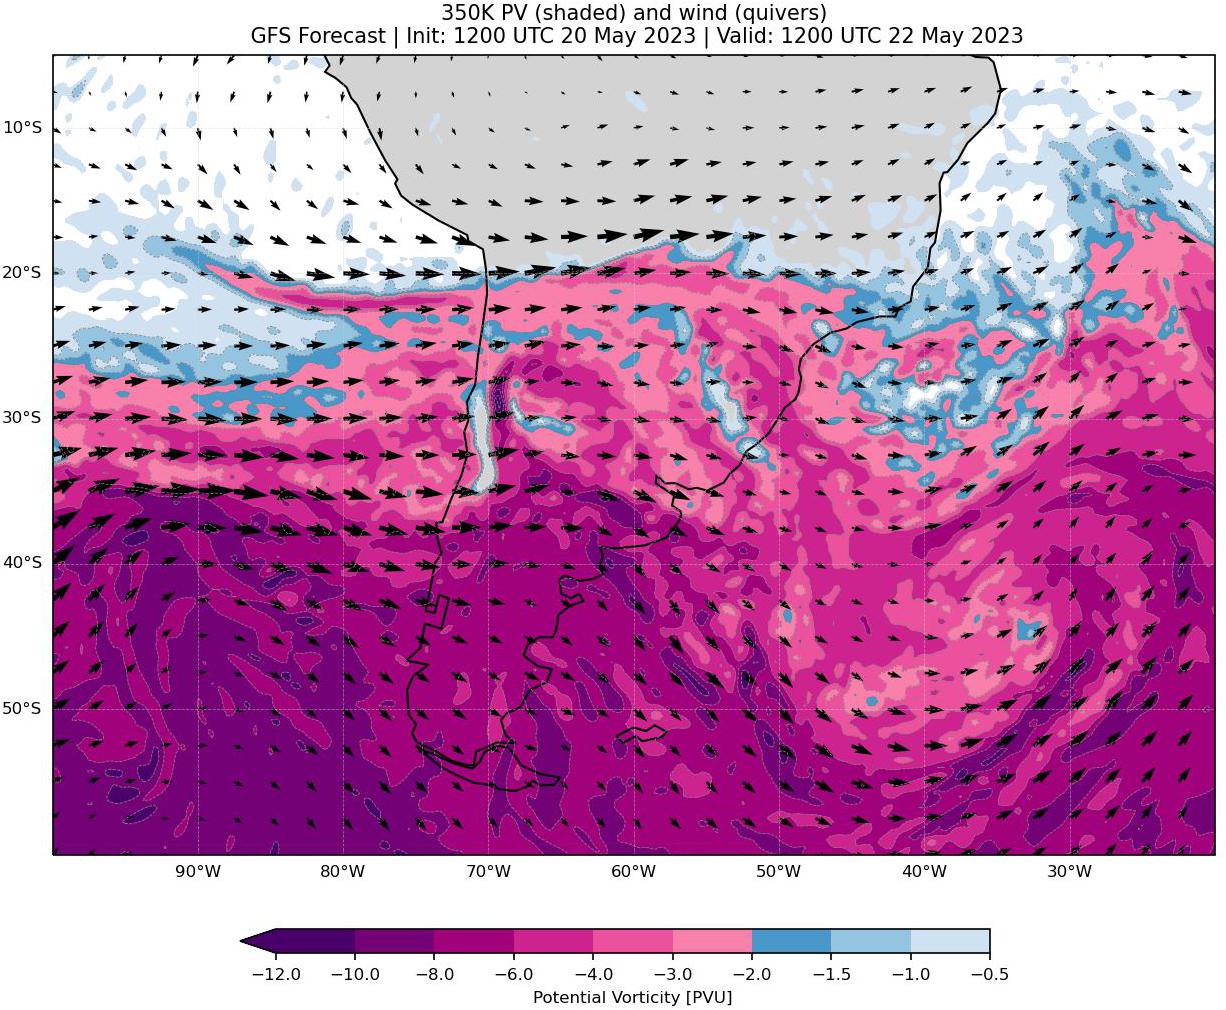 350K PV (shaded) and wind (quivers)
GFS Forecast | Init: 1200 UTC 20 May 2023 | Valid: 1200 UTC 22 May 2023
10°S
20°S
30°S
40°S
50°S
90°W 80°W 70°W 60°W 50°W 40°W 30°W
−12.0 −10.0 −8.0 −6.0 −4.0 −3.0 −2.0 −1.5 −1.0 −0.5
Potential Vorticity [PVU]